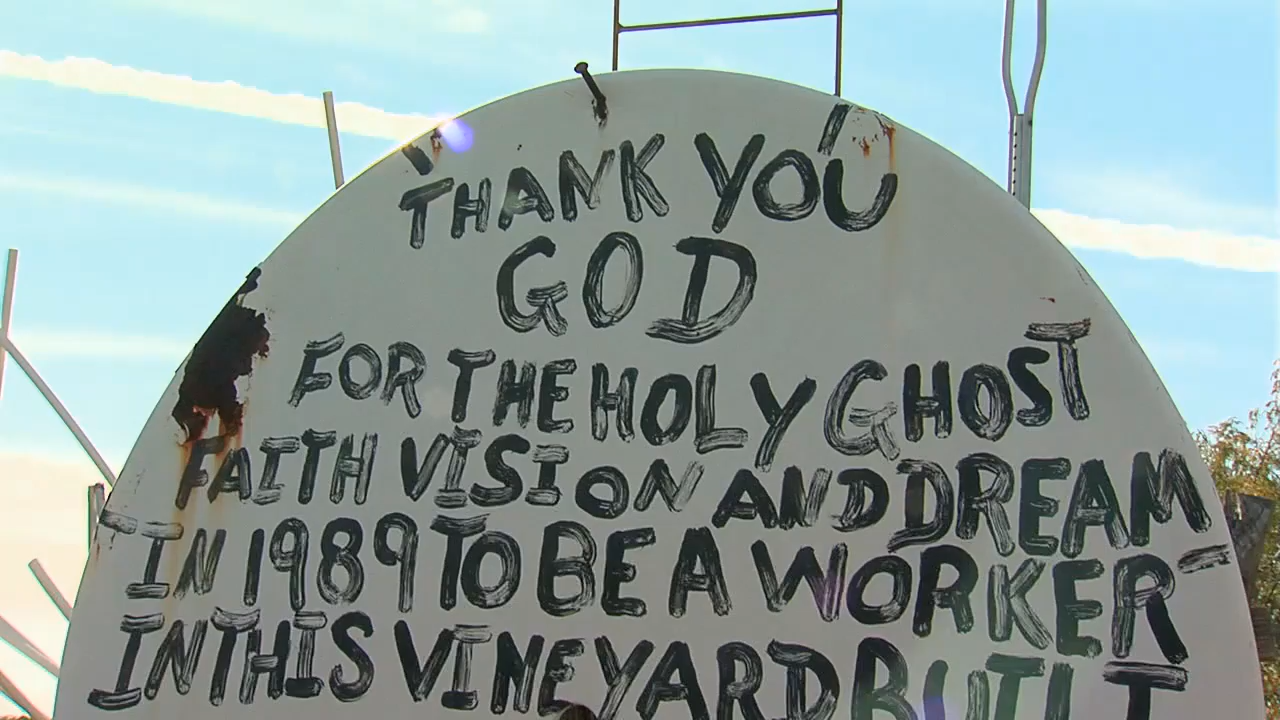 THANK YOU
GOD
FOR THE HOLY GHOST
FAITH VISION AND DREAM
IN 1989 TO BE A WORKER
IN THIS VINEYARD BUILT